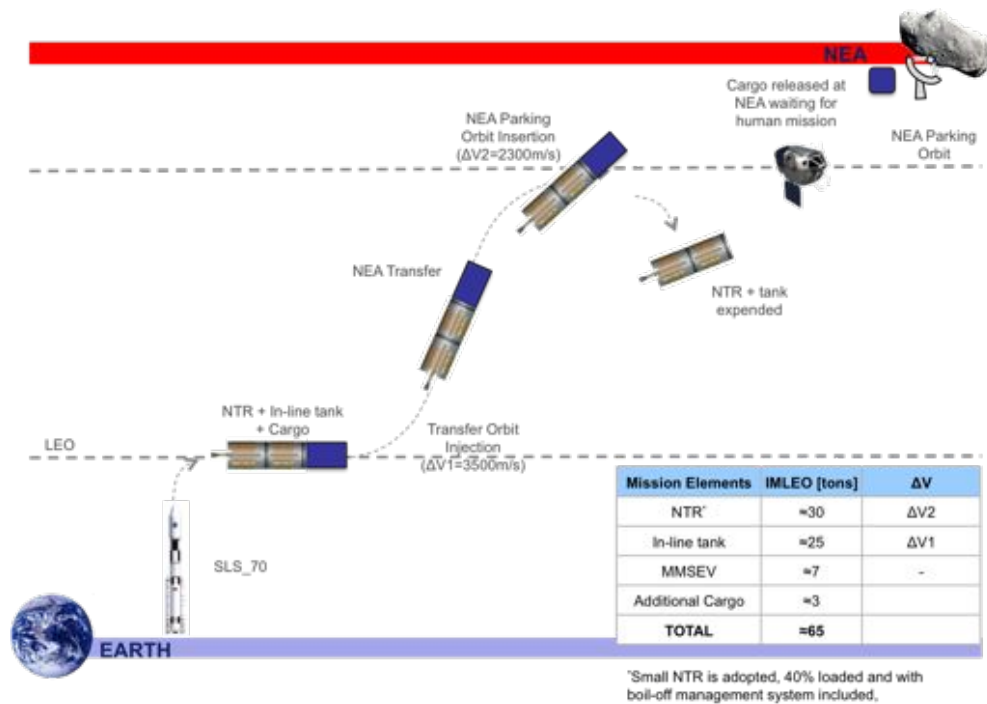 NEA
Cargo released at
NEA waiting for
human mission
NEA Parking
Orbit Insertion
(ΔV2=2300m/s)
NEA Parking
Orbit
NEA Transfer
NTR + tank
expended
NTR + In-line tank
+ Cargo
LEO
Transfer Orbit
Injection
(ΔV1=3500m/s)
SLS_70
EARTH
Mission Elements IMLEO [tons] ΔV
NTR* ≈30 ΔV2
In-line tank ≈25 ΔV1
MMSEV ≈7 -
Additional Cargo ≈3
TOTAL ≈65
*Small NTR is adopted, 40% loaded and with
boil-off management system included,